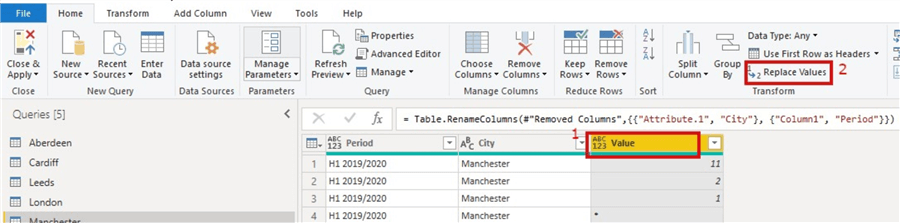 File Home Transform Add Column View Tools Help
Close & Apply
New Source
Recent Sources
Enter Data
Data source settings
Manage Parameters
Refresh Preview
Properties
Advanced Editor
Manage
Choose Columns
Remove Columns
Keep Rows
Remove Rows
Split Column
Group By
Data Type: Any
Use First Row as Headers
1 2 Replace Values 2
Close New Query Data Sources Parameters Query Manage Columns Reduce Rows Sort Transform
Queries [5]
fx = Table.RenameColumns(#"Removed Columns",{{"Attribute.1", "City"}, {"Column1", "Period"}})
1
ABC 123 Period ABC City ABC 123 Value
Aberdeen
Cardiff
Leeds
London
Manchester
1 H1 2019/2020 Manchester 11
2 H1 2019/2020 Manchester 2
3 H1 2019/2020 Manchester 1
4 H1 2019/2020 Manchester *